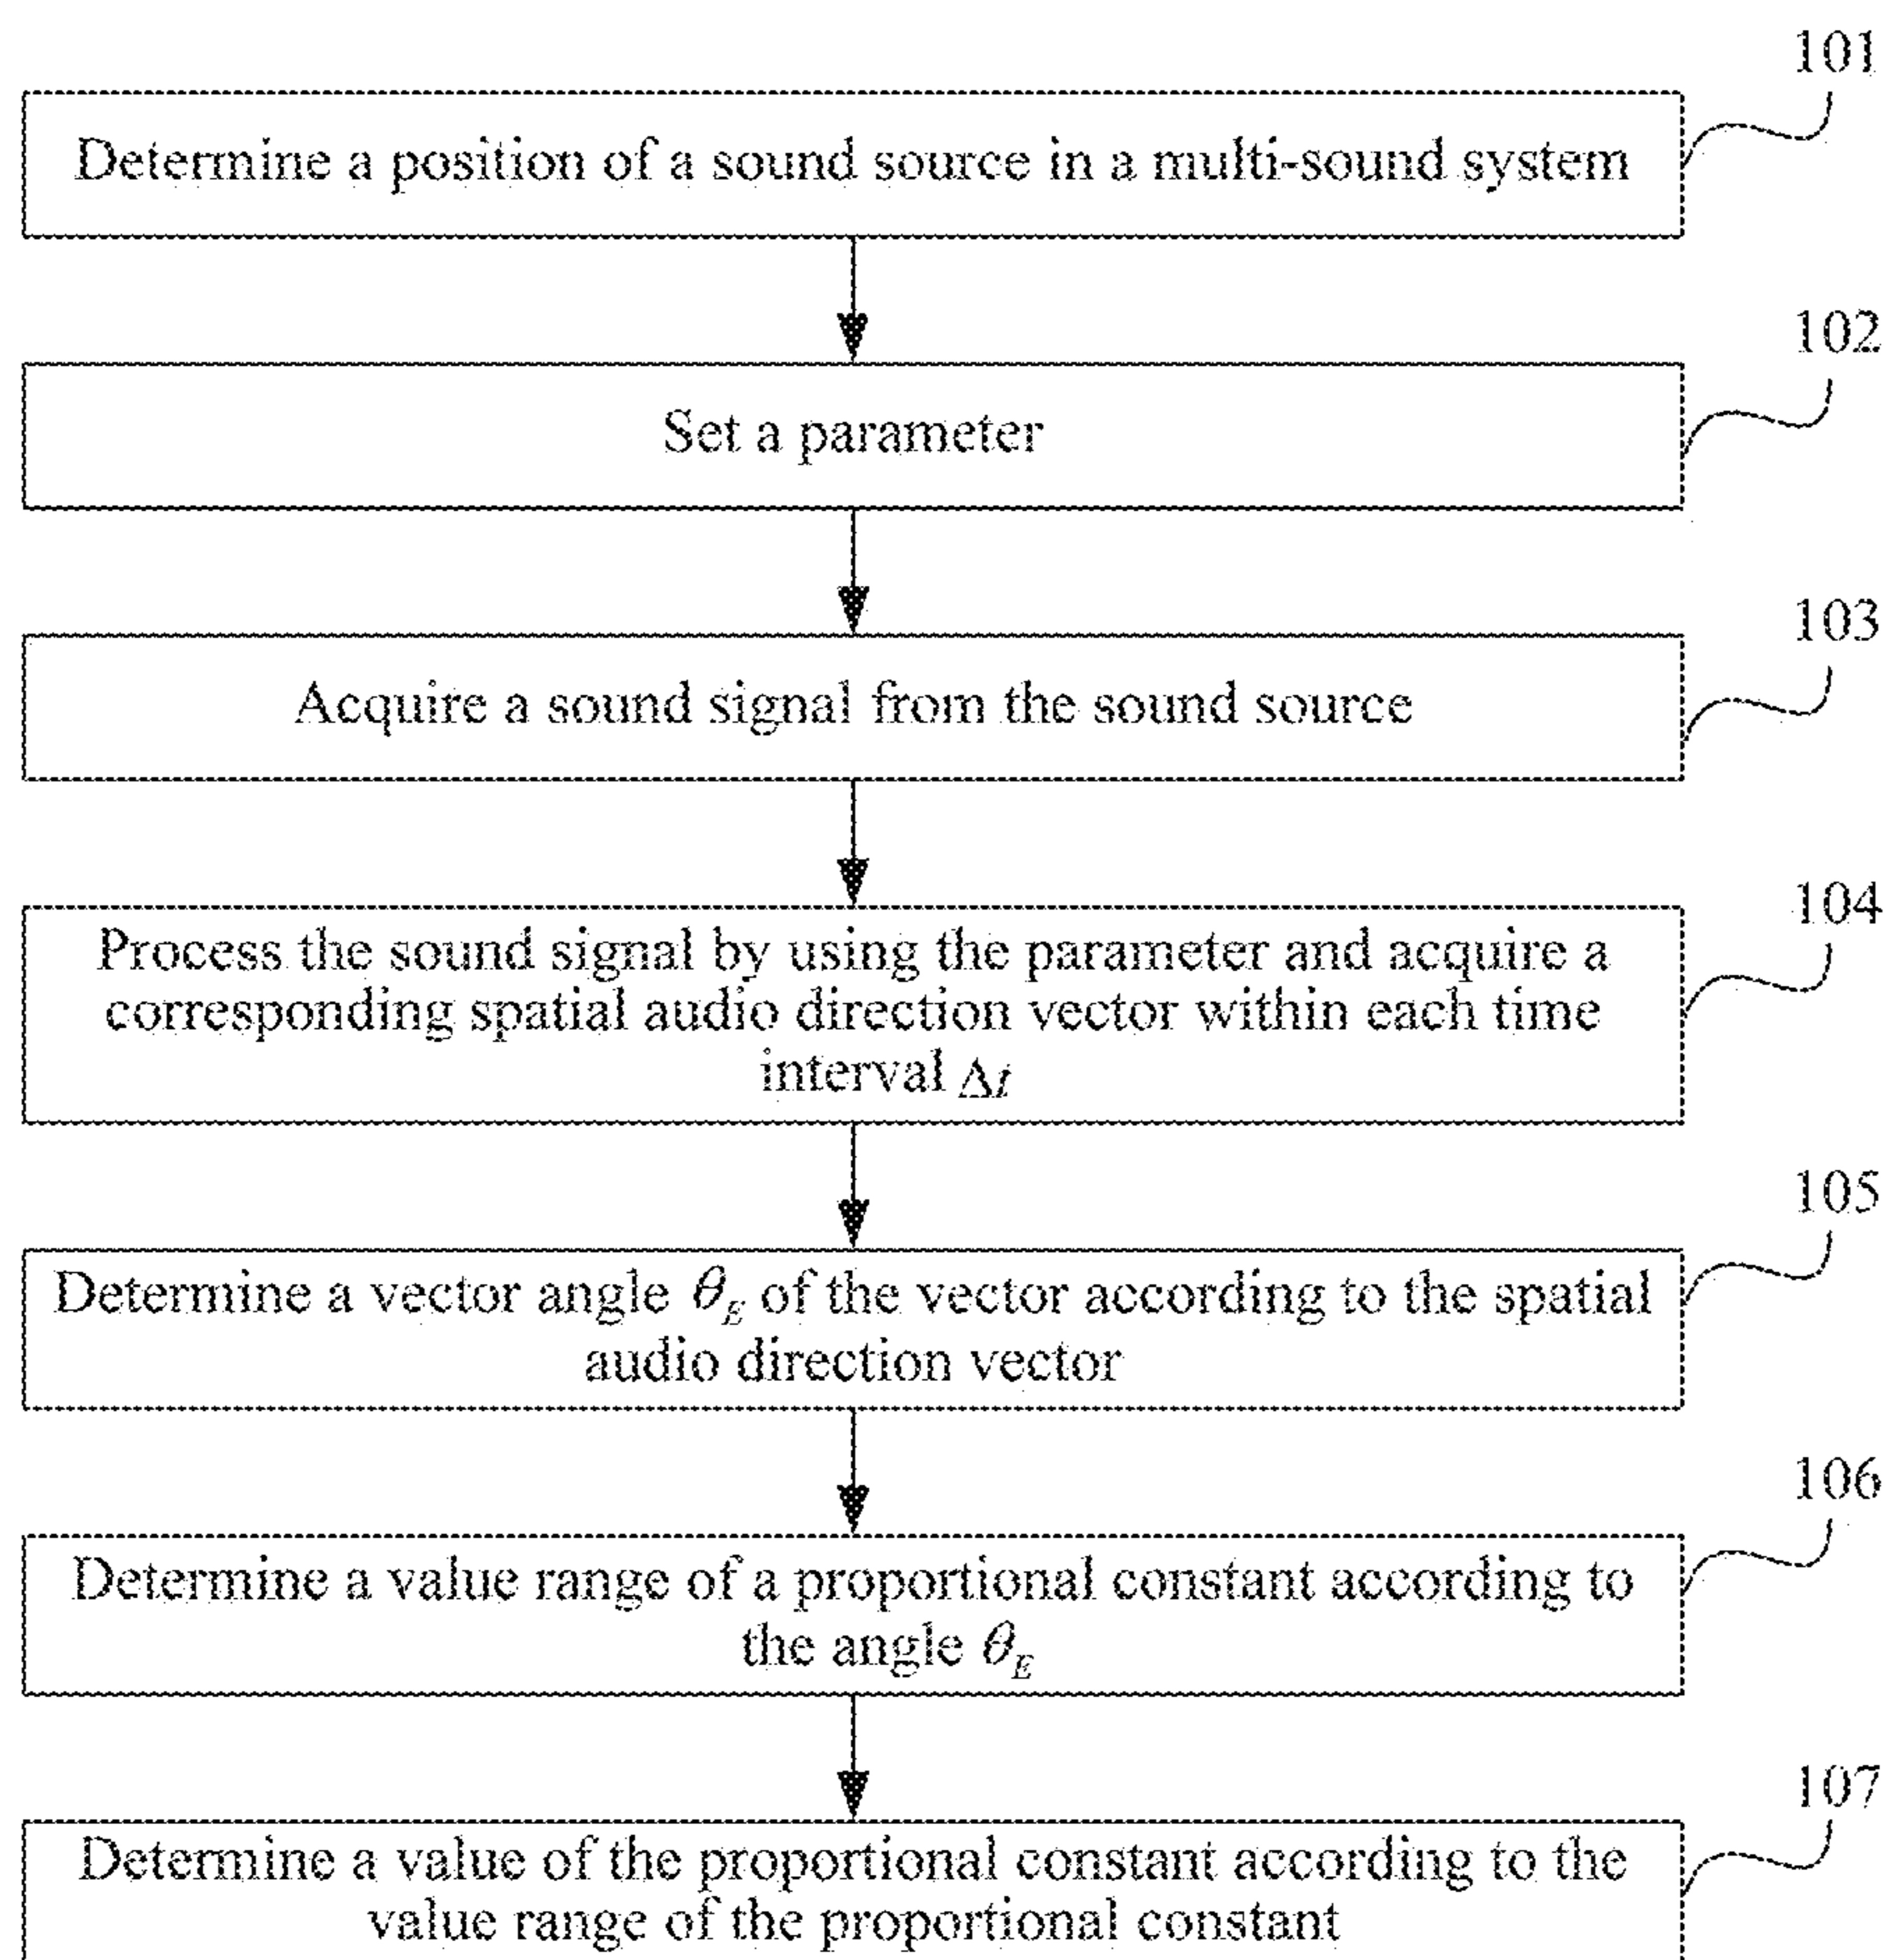 101
Determine a position of a sound source in a multi-sound system
102
Set a parameter
103
Acquire a sound signal from the sound source
104
Process the sound signal by using the parameter and acquire a
corresponding spatial audio direction vector within each time
interval Δt
105
Determine a vector angle θ_E of the vector according to the spatial
audio direction vector
106
Determine a value range of a proportional constant according to
the angle θ_E
107
Determine a value of the proportional constant according to the
value range of the proportional constant